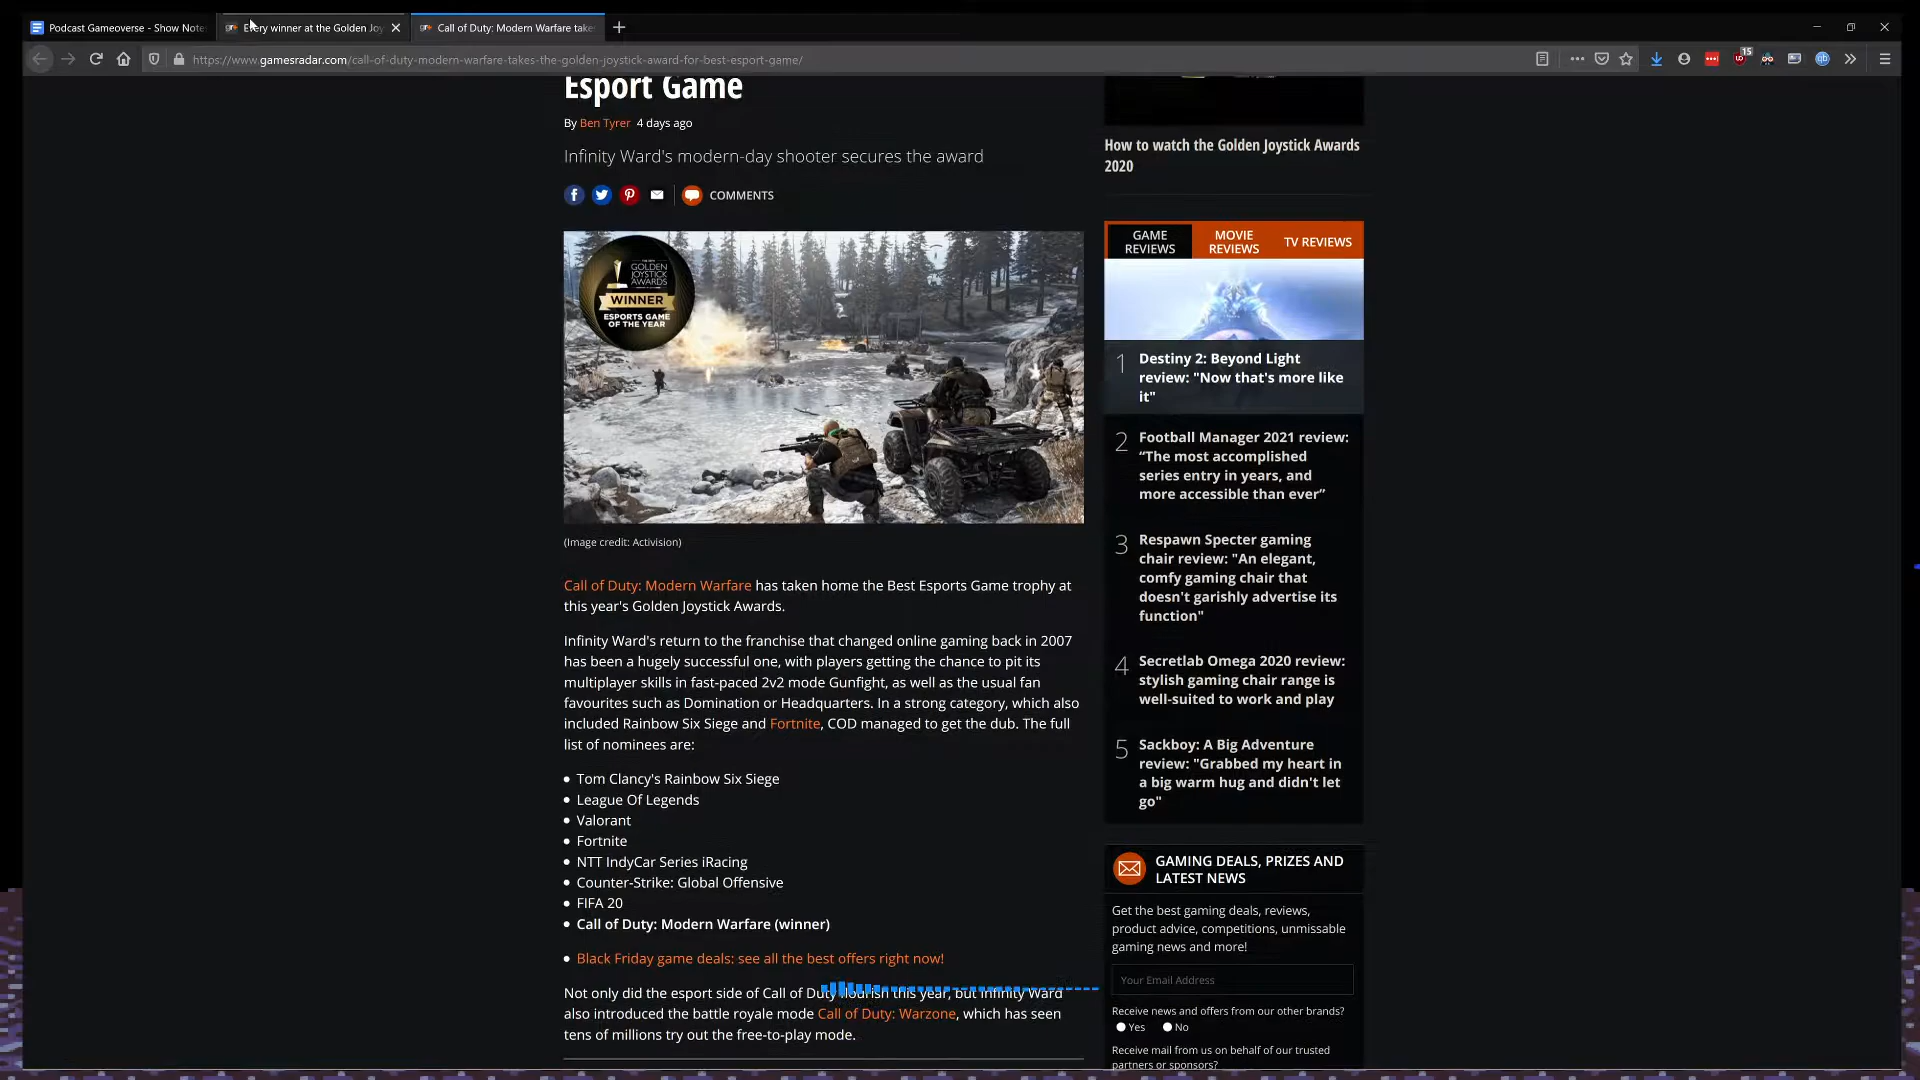 Podcast Gameoverse - Show Note
Every winner at the Golden Joy
Call of Duty: Modern Warfare take
https://www.gamesradar.com/call-of-duty-modern-warfare-takes-the-golden-joystick-award-for-best-esport-game/
15
Esport Game
By Ben Tyrer 4 days ago
Infinity Ward's modern-day shooter secures the award
COMMENTS
GOLDEN
JOYSTICK
AWARDS
WINNER
ESPORTS GAME
OF THE YEAR
(Image credit: Activision)
Call of Duty: Modern Warfare has taken home the Best Esports Game trophy at
this year's Golden Joystick Awards.
Infinity Ward's return to the franchise that changed online gaming back in 2007
has been a hugely successful one, with players getting the chance to pit its
multiplayer skills in fast-paced 2v2 mode Gunfight, as well as the usual fan
favourites such as Domination or Headquarters. In a strong category, which also
included Rainbow Six Siege and Fortnite, COD managed to get the dub. The full
list of nominees are:
• Tom Clancy's Rainbow Six Siege
• League Of Legends
• Valorant
• Fortnite
• NTT IndyCar Series iRacing
• Counter-Strike: Global Offensive
• FIFA 20
• Call of Duty: Modern Warfare (winner)
• Black Friday game deals: see all the best offers right now!
Not only did the esport side of Call of Duty flourish this year, but Infinity Ward
also introduced the battle royale mode Call of Duty: Warzone, which has seen
tens of millions try out the free-to-play mode.
How to watch the Golden Joystick Awards
2020
GAME
REVIEWS
MOVIE
REVIEWS
TV REVIEWS
1
Destiny 2: Beyond Light
review: "Now that's more like
it"
2
Football Manager 2021 review:
“The most accomplished
series entry in years, and
more accessible than ever”
3
Respawn Specter gaming
chair review: "An elegant,
comfy gaming chair that
doesn't garishly advertise its
function"
4
Secretlab Omega 2020 review:
stylish gaming chair range is
well-suited to work and play
5
Sackboy: A Big Adventure
review: "Grabbed my heart in
a big warm hug and didn't let
go"
GAMING DEALS, PRIZES AND
LATEST NEWS
Get the best gaming deals, reviews,
product advice, competitions, unmissable
gaming news and more!
Your Email Address
Receive news and offers from our other brands?
Yes No
Receive mail from us on behalf of our trusted
partners or sponsors?